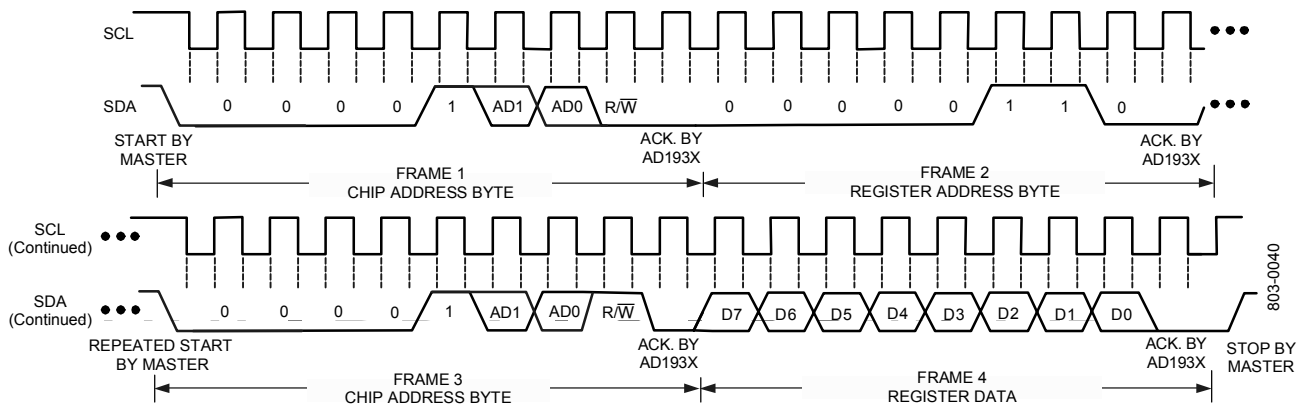 SCL
SDA 0 0 0 0 1 AD1 AD0 R/W̅ 0 0 0 0 0 1 1 0
START BY
MASTER
ACK. BY
AD193X
ACK. BY
AD193X
FRAME 1
CHIP ADDRESS BYTE
FRAME 2
REGISTER ADDRESS BYTE
SCL
(Continued)
SDA
(Continued)
0 0 0 0 1 AD1 AD0 R/W̅ D7 D6 D5 D4 D3 D2 D1 D0
REPEATED START
BY MASTER
ACK. BY
AD193X
ACK. BY
AD193X
STOP BY
MASTER
FRAME 3
CHIP ADDRESS BYTE
FRAME 4
REGISTER DATA
803-0040